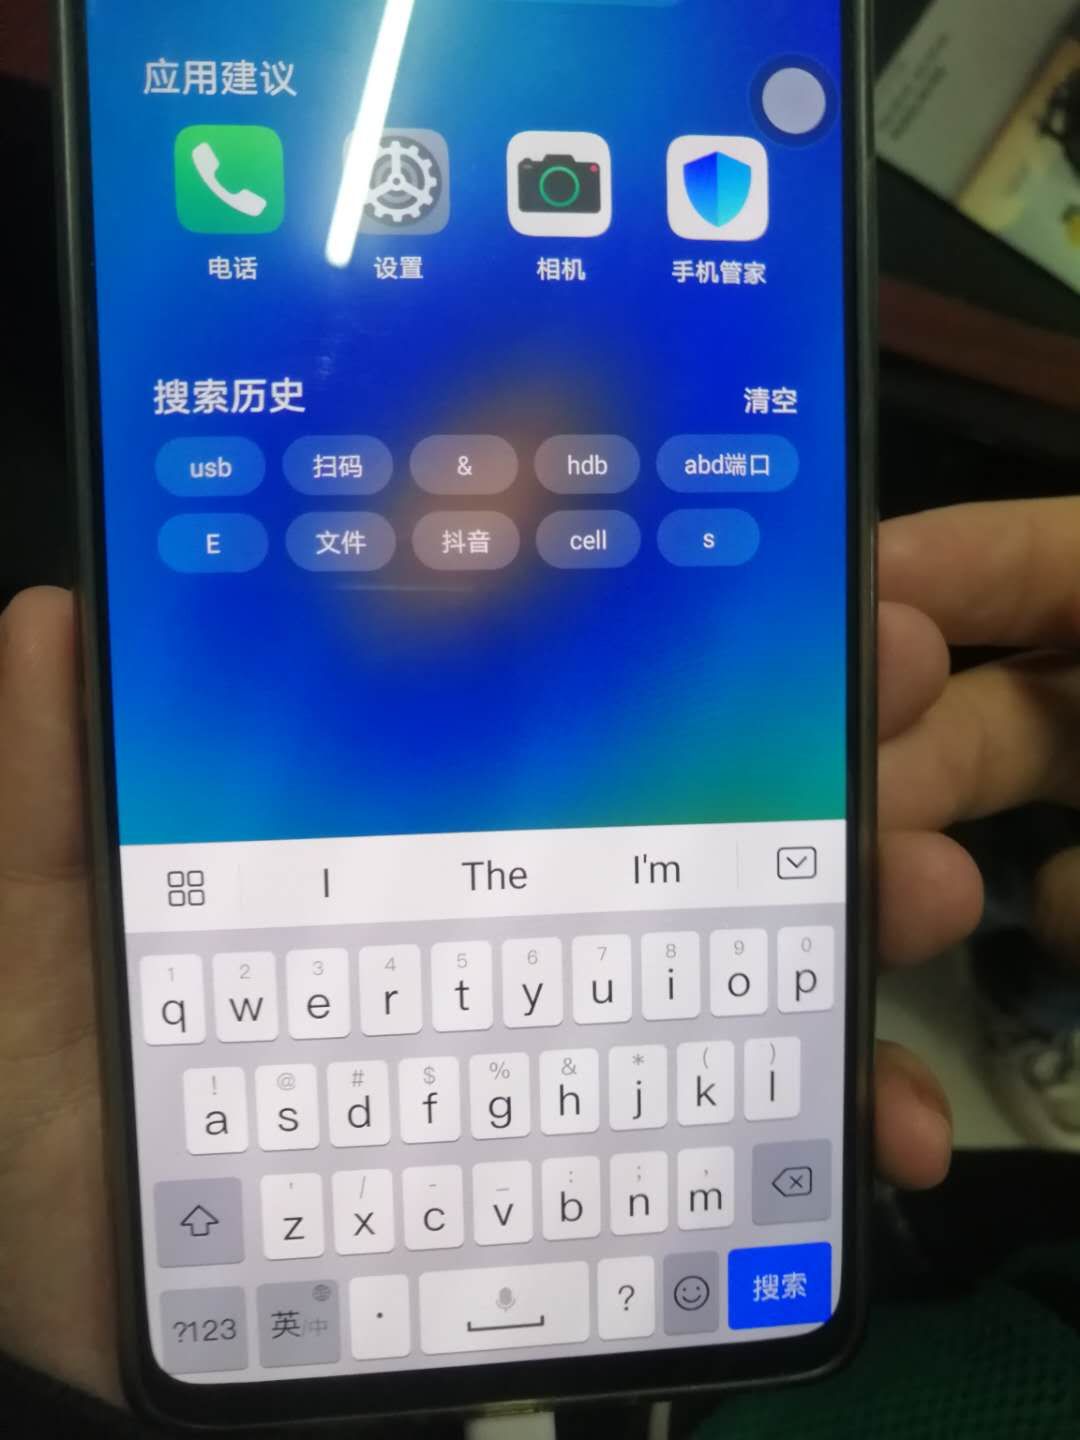 应用建议
电话 设置 相机 手机管家
搜索历史 清空
usb 扫码 & hdb abd端口
E 文件 抖音 cell s
I The I'm
1 2 3 4 5 6 7 8 9 0
q w e r t y u i o p
! @ # $ % & * ( )
a s d f g h j k l
' / - _ : ; ,
z x c v b n m
?123 英/中 . ? 搜索